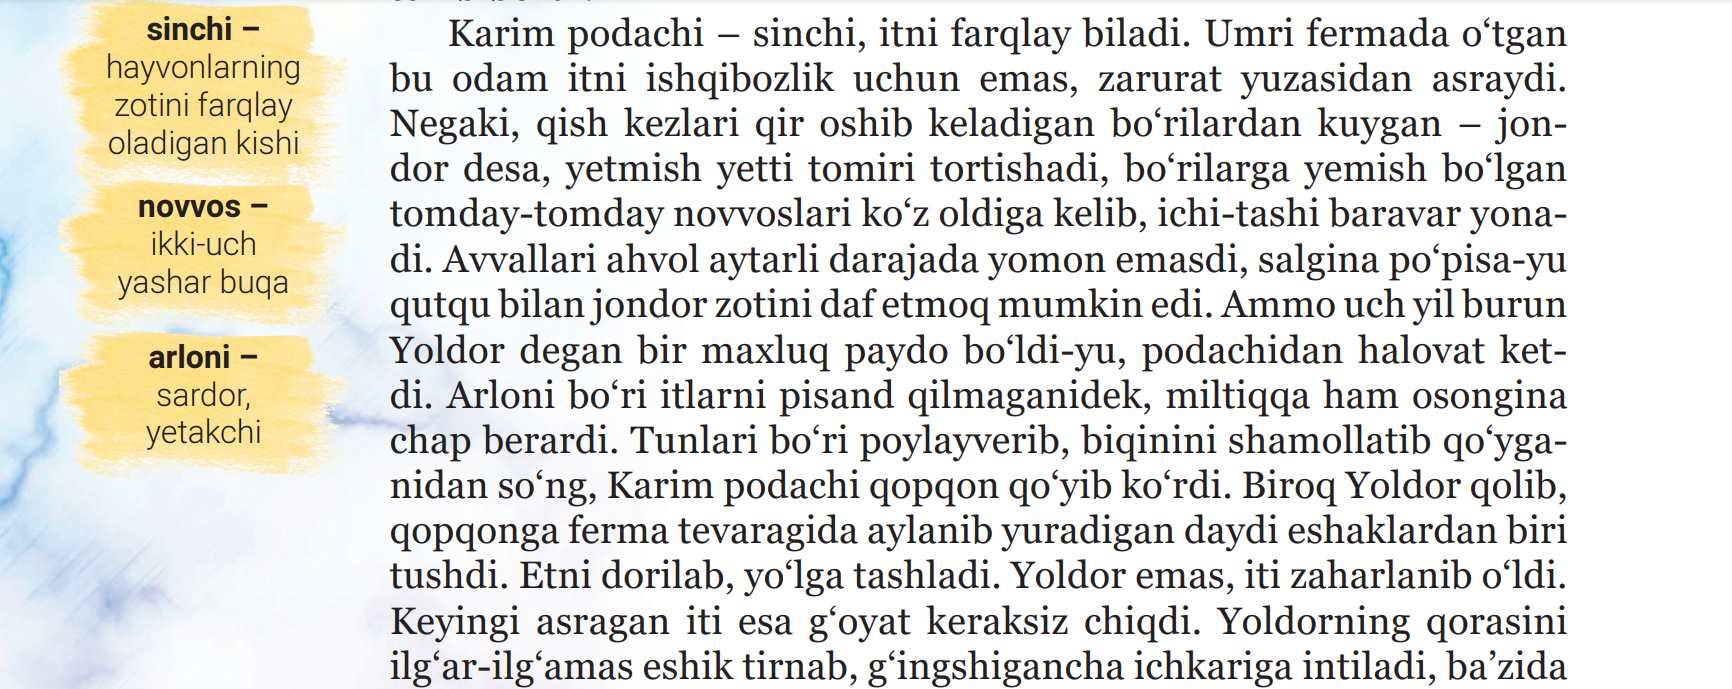 sinchi –
hayvonlarning
zotini farqlay
oladigan kishi
novvos –
ikki-uch
yashar buqa
arloni –
sardor,
yetakchi
Karim podachi – sinchi, itni farqlay biladi. Umri fermada o‘tgan
bu odam itni ishqibozlik uchun emas, zarurat yuzasidan asraydi.
Negaki, qish kezlari qir oshib keladigan bo‘rilardan kuygan – jon-
dor desa, yetmish yetti tomiri tortishadi, bo‘rilarga yemish bo‘lgan
tomday-tomday novvoslari ko‘z oldiga kelib, ichi-tashi baravar yona-
di. Avvallari ahvol aytarli darajada yomon emasdi, salgina po‘pisa-yu
qutqu bilan jondor zotini daf etmoq mumkin edi. Ammo uch yil burun
Yoldor degan bir maxluq paydo bo‘ldi-yu, podachidan halovat ket-
di. Arloni bo‘ri itlarni pisand qilmaganidek, miltiqqa ham osongina
chap berardi. Tunlari bo‘ri poylayverib, biqinini shamollatib qo‘yga-
nidan so‘ng, Karim podachi qopqon qo‘yib ko‘rdi. Biroq Yoldor qolib,
qopqonga ferma tevaragida aylanib yuradigan daydi eshaklardan biri
tushdi. Etni dorilab, yo‘lga tashladi. Yoldor emas, iti zaharlanib o‘ldi.
Keyingi asragan iti esa g‘oyat keraksiz chiqdi. Yoldorning qorasini
ilg‘ar-ilg‘amas eshik tirnab, g‘ingshigancha ichkariga intiladi, ba’zida